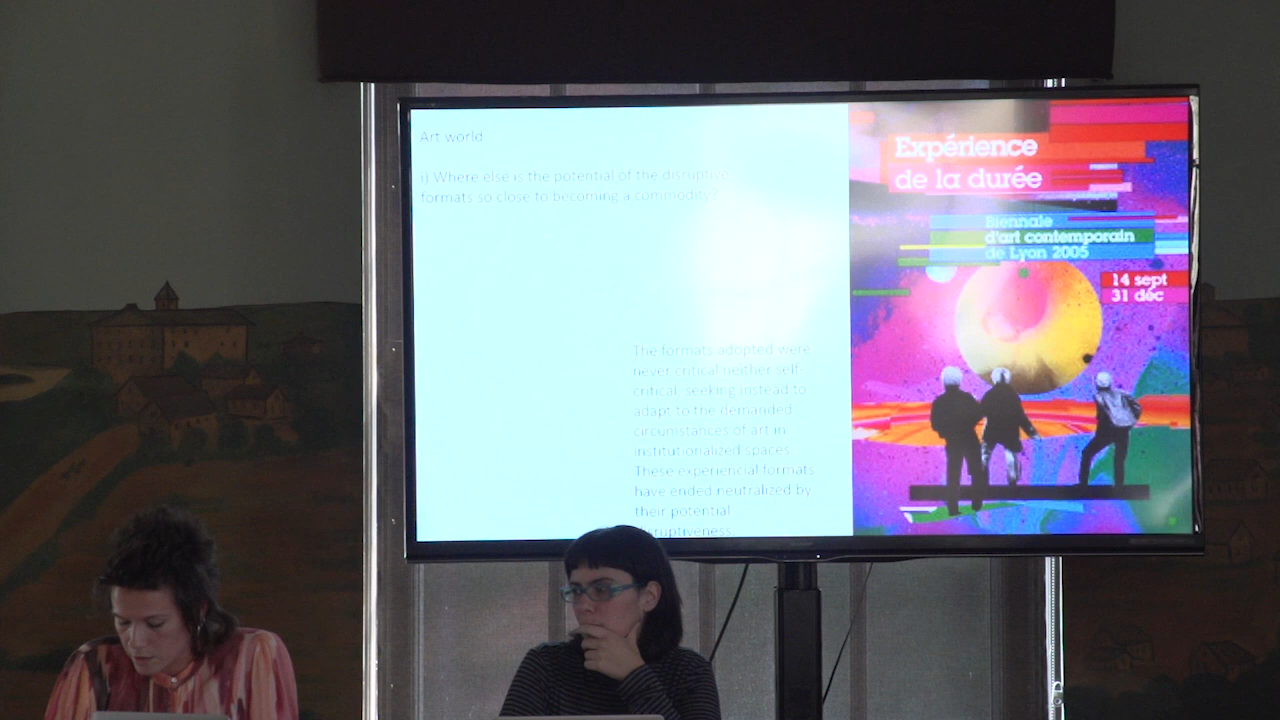 Art world
i) Where else is the potential of the disruptive
formats so close to becoming a commodity?
The formats adopted were
never critical neither self-
critical, seeking instead to
adapt to the demanded
circumstances of art in
institutionalized spaces.
These experiencial formats
have ended neutralized by
their potential
Expérience
de la durée
Biennale
d'art contemporain
de Lyon 2005
14 sept
31 déc